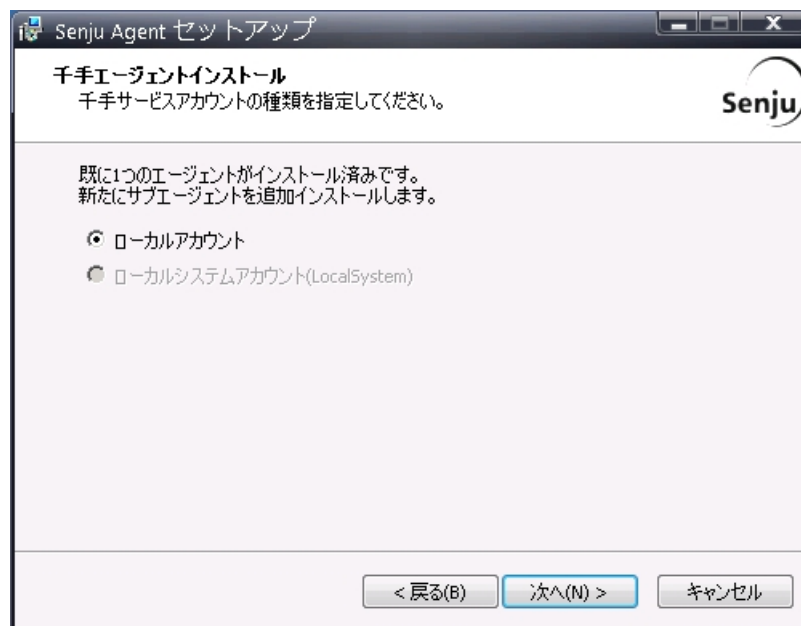 Senju Agent セットアップ
千手エージェントインストール
千手サービスアカウントの種類を指定してください。
Senju
既に1つのエージェントがインストール済みです。
新たにサブエージェントを追加インストールします。
ローカルアカウント
ローカルシステムアカウント(LocalSystem)
< 戻る(B)
次へ(N) >
キャンセル